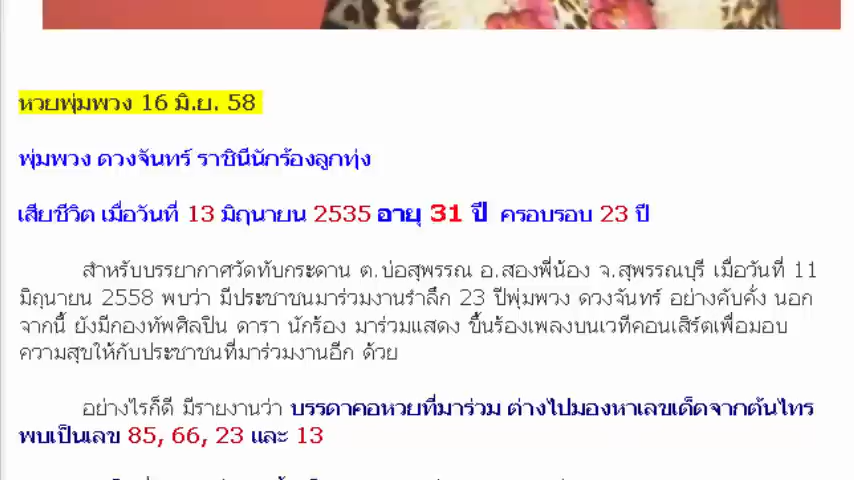 หวยพุ่มพวง 16 มิ.ย. 58
พุ่มพวง ดวงจันทร์ ราชินีนักร้องลูกทุ่ง
เสียชีวิต เมื่อวันที่ 13 มิถุนายน 2535 อายุ 31 ปี ครอบรอบ 23 ปี
สำหรับบรรยากาศวัดทับกระดาน ต.บ่อสุพรรณ อ.สองพี่น้อง จ.สุพรรณบุรี เมื่อวันที่ 11
มิถุนายน 2558 พบว่า มีประชาชนมาร่วมงานรำลึก 23 ปีพุ่มพวง ดวงจันทร์ อย่างคับคั่ง นอก
จากนี้ ยังมีกองทัพศิลปิน ดารา นักร้อง มาร่วมแสดง ขึ้นร้องเพลงบนเวทีคอนเสิร์ตเพื่อมอบ
ความสุขให้กับประชาชนที่มาร่วมงานอีก ด้วย
อย่างไรก็ดี มีรายงานว่า บรรดาคอหวยที่มาร่วม ต่างไปมองหาเลขเด็ดจากต้นไทร
พบเป็นเลข 85, 66, 23 และ 13